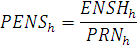 PENS_h = ENSH_h / PRN_h